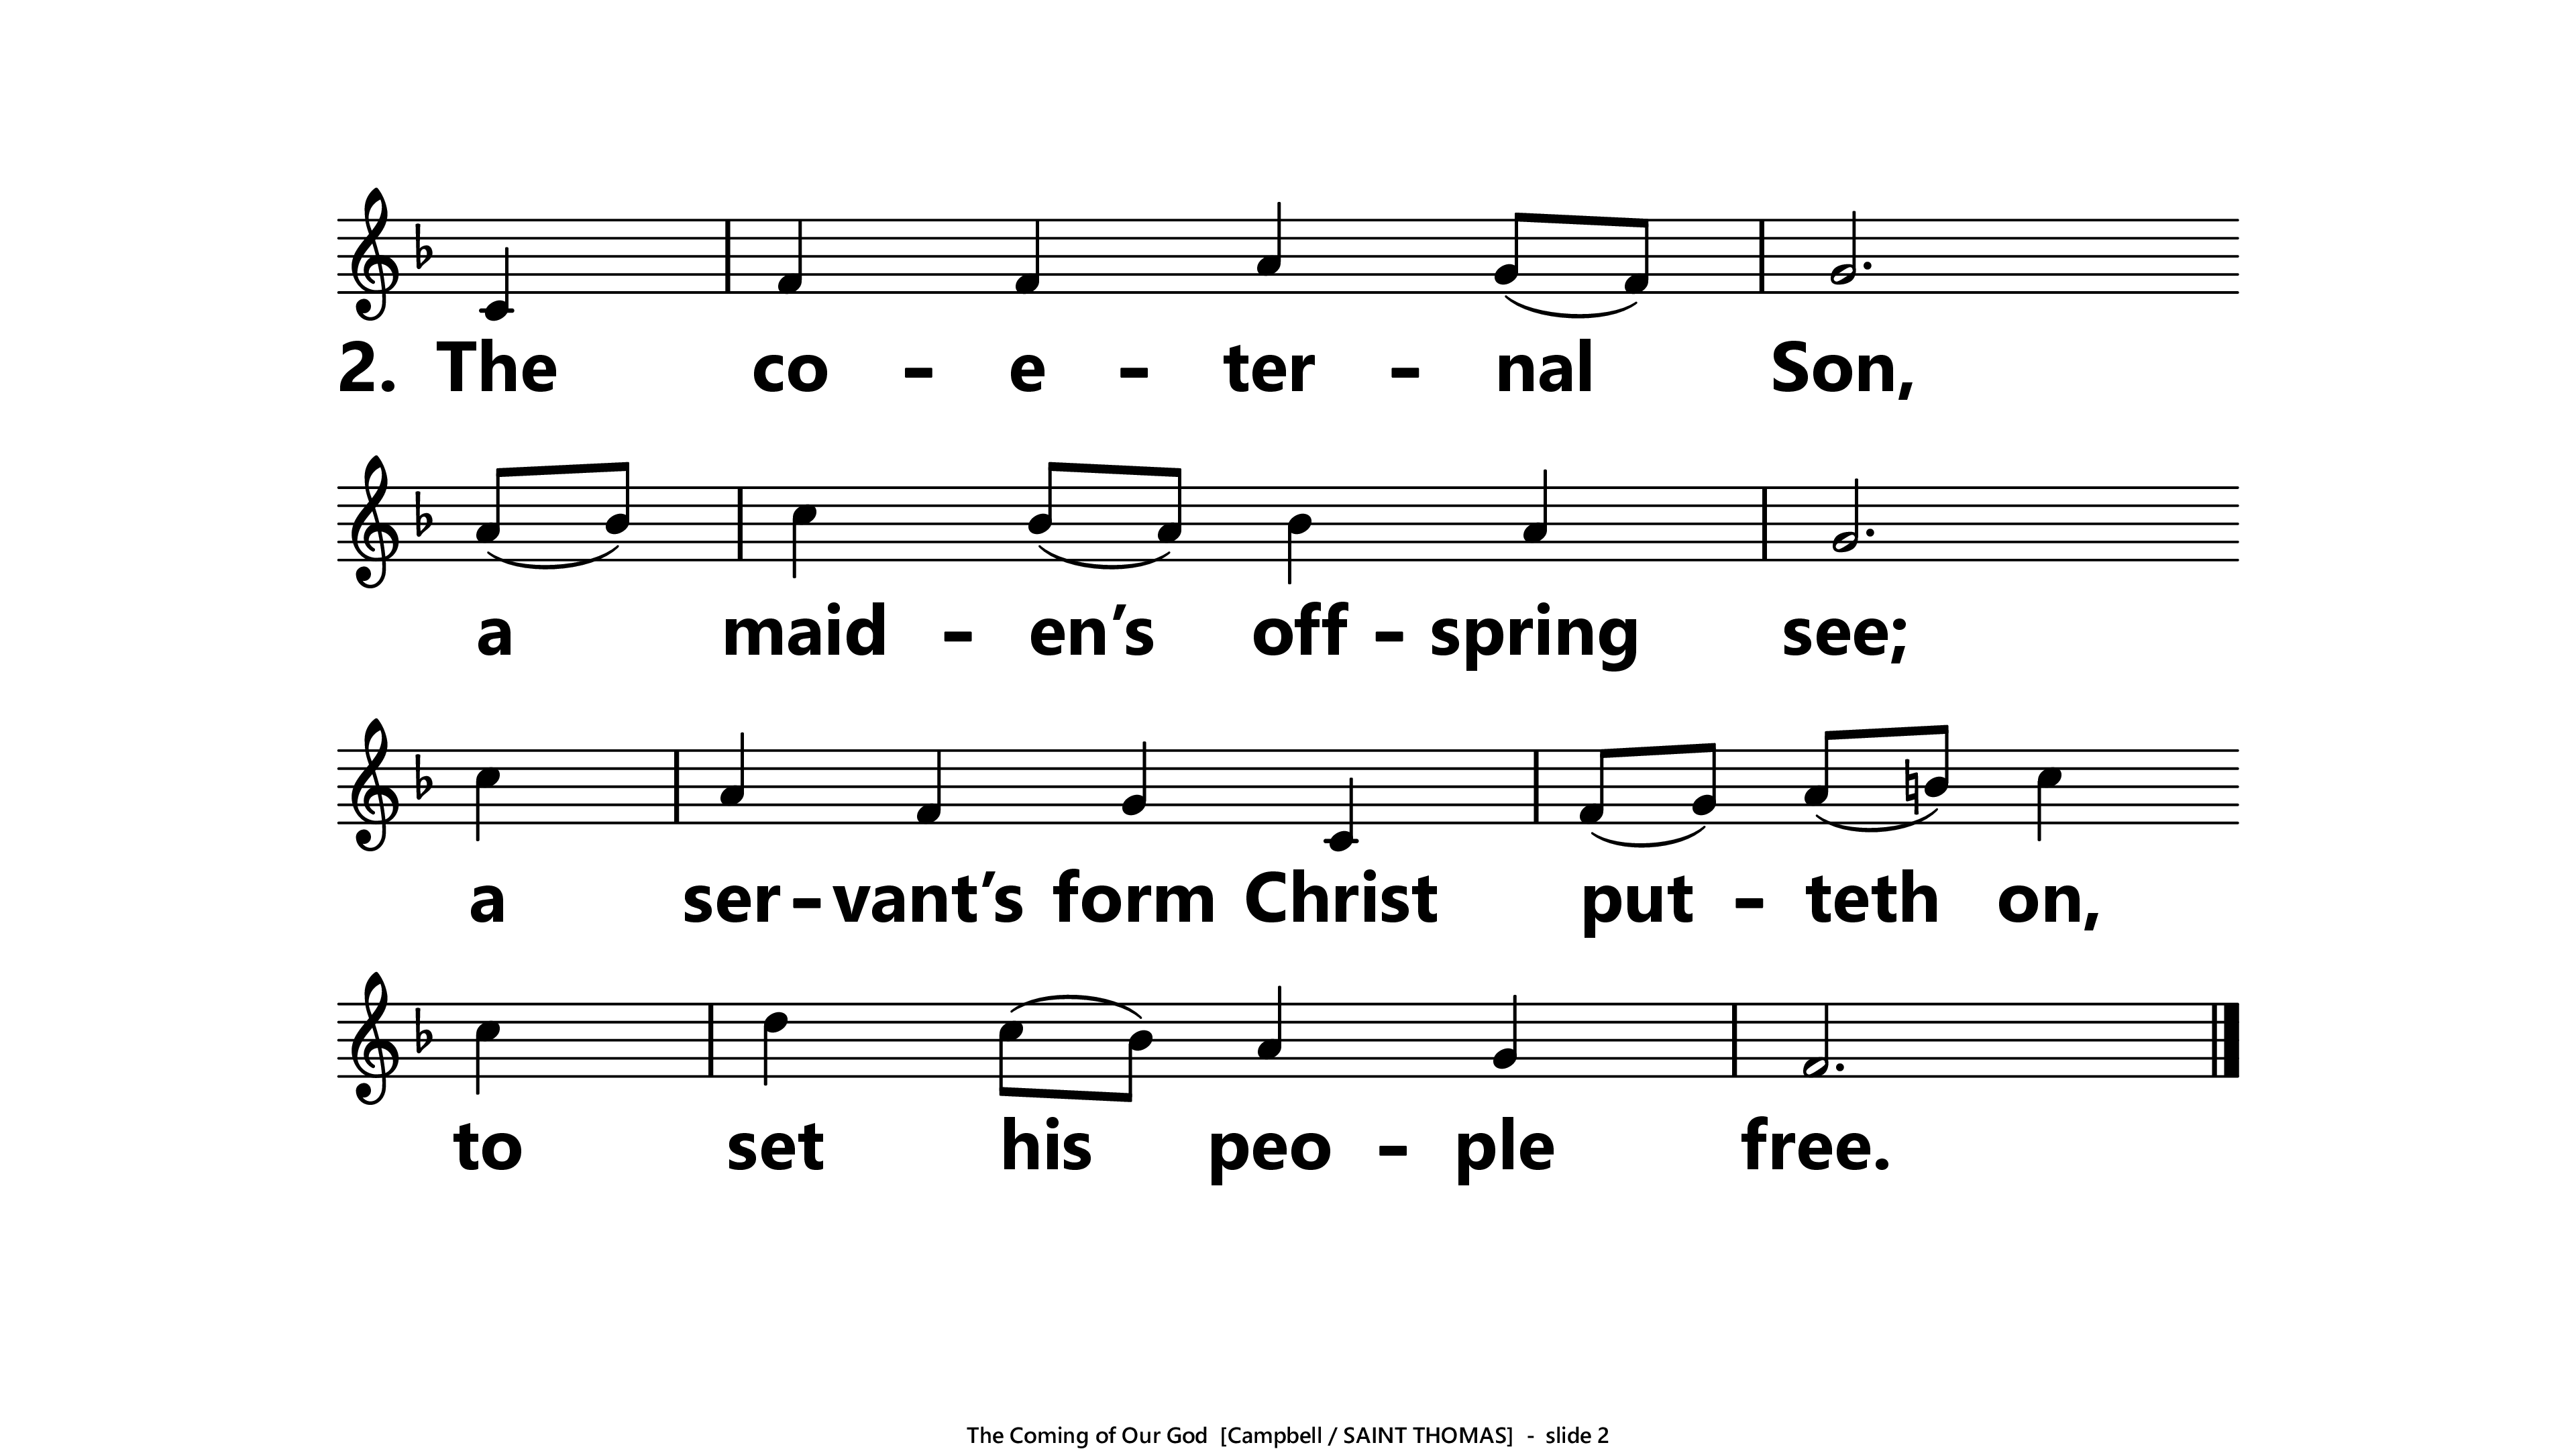 2. The co - e - ter - nal Son,
a maid - en’s off - spring see;
a ser - vant’s form Christ put - teth on,
to set his peo - ple free.
The Coming of Our God [Campbell / SAINT THOMAS] - slide 2